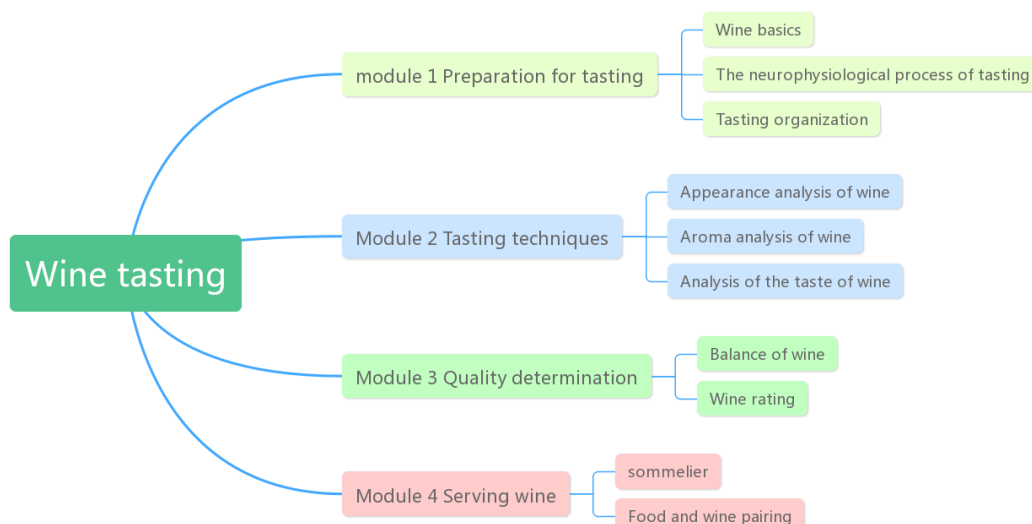 Wine tasting
module 1 Preparation for tasting
Wine basics
The neurophysiological process of tasting
Tasting organization
Module 2 Tasting techniques
Appearance analysis of wine
Aroma analysis of wine
Analysis of the taste of wine
Module 3 Quality determination
Balance of wine
Wine rating
Module 4 Serving wine
sommelier
Food and wine pairing